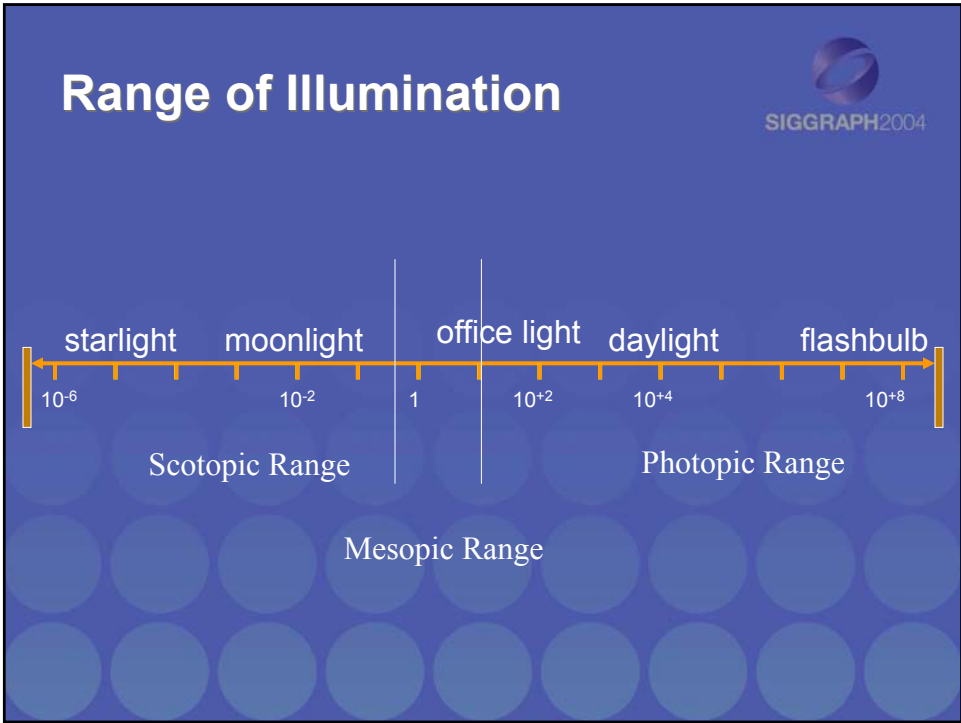 Range of Illumination
SIGGRAPH2004
starlight moonlight office light daylight flashbulb
10⁻⁶ 10⁻² 1 10⁺² 10⁺⁴ 10⁺⁸
Scotopic Range Photopic Range
Mesopic Range